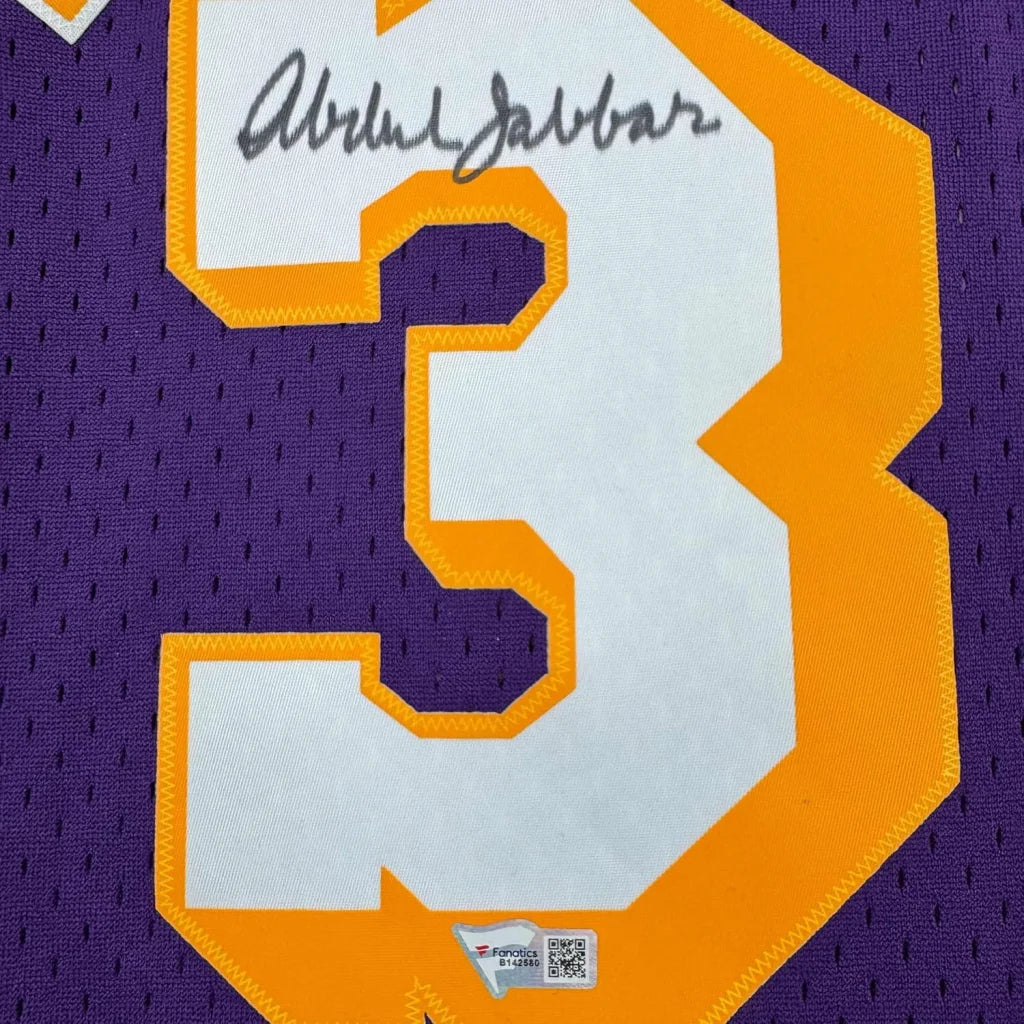 Abdul Jabbar
3
Fanatics
B142580